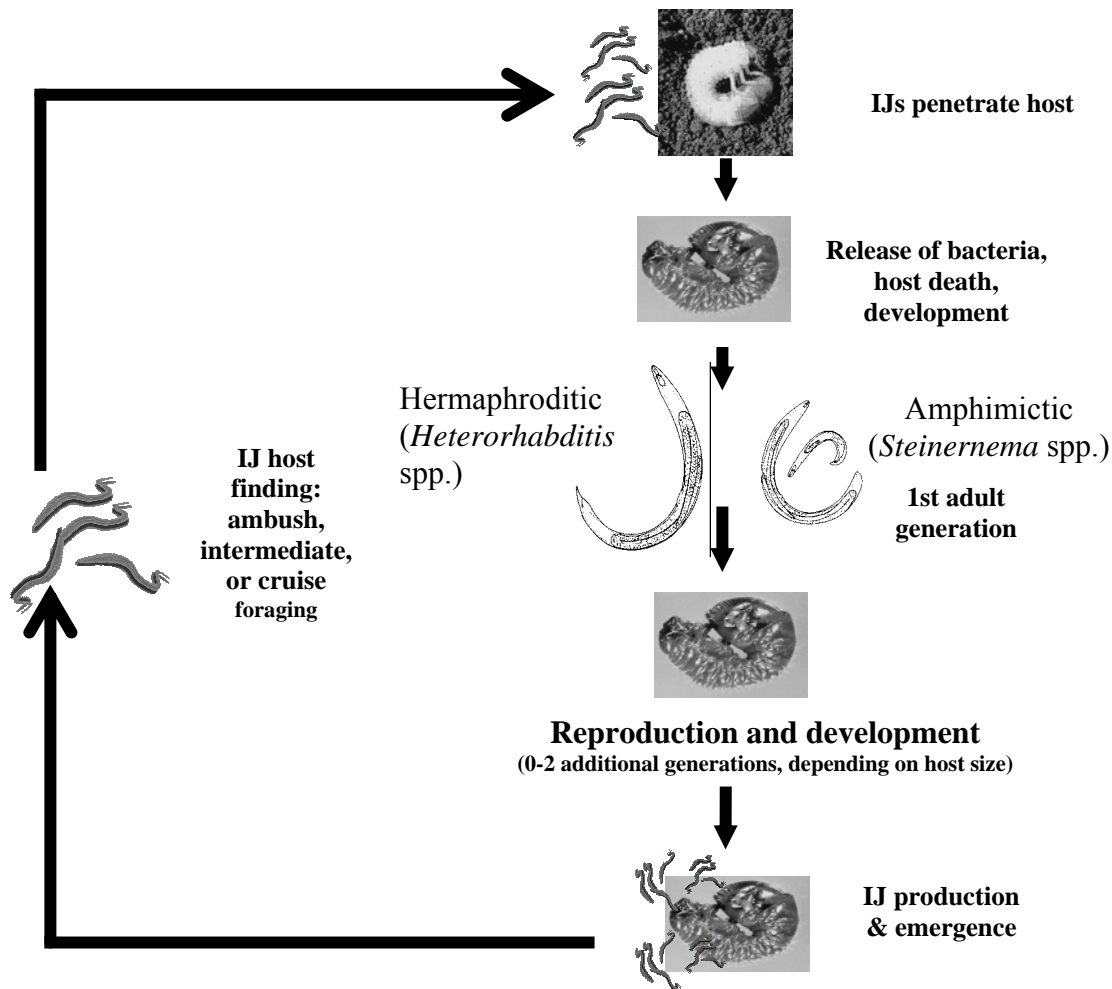 IJs penetrate host
Release of bacteria,
host death,
development
Hermaphroditic
(Heterorhabditis
spp.)
Amphimictic
(Steinernema spp.)
1st adult
generation
IJ host
finding:
ambush,
intermediate,
or cruise
foraging
Reproduction and development
(0-2 additional generations, depending on host size)
IJ production
& emergence